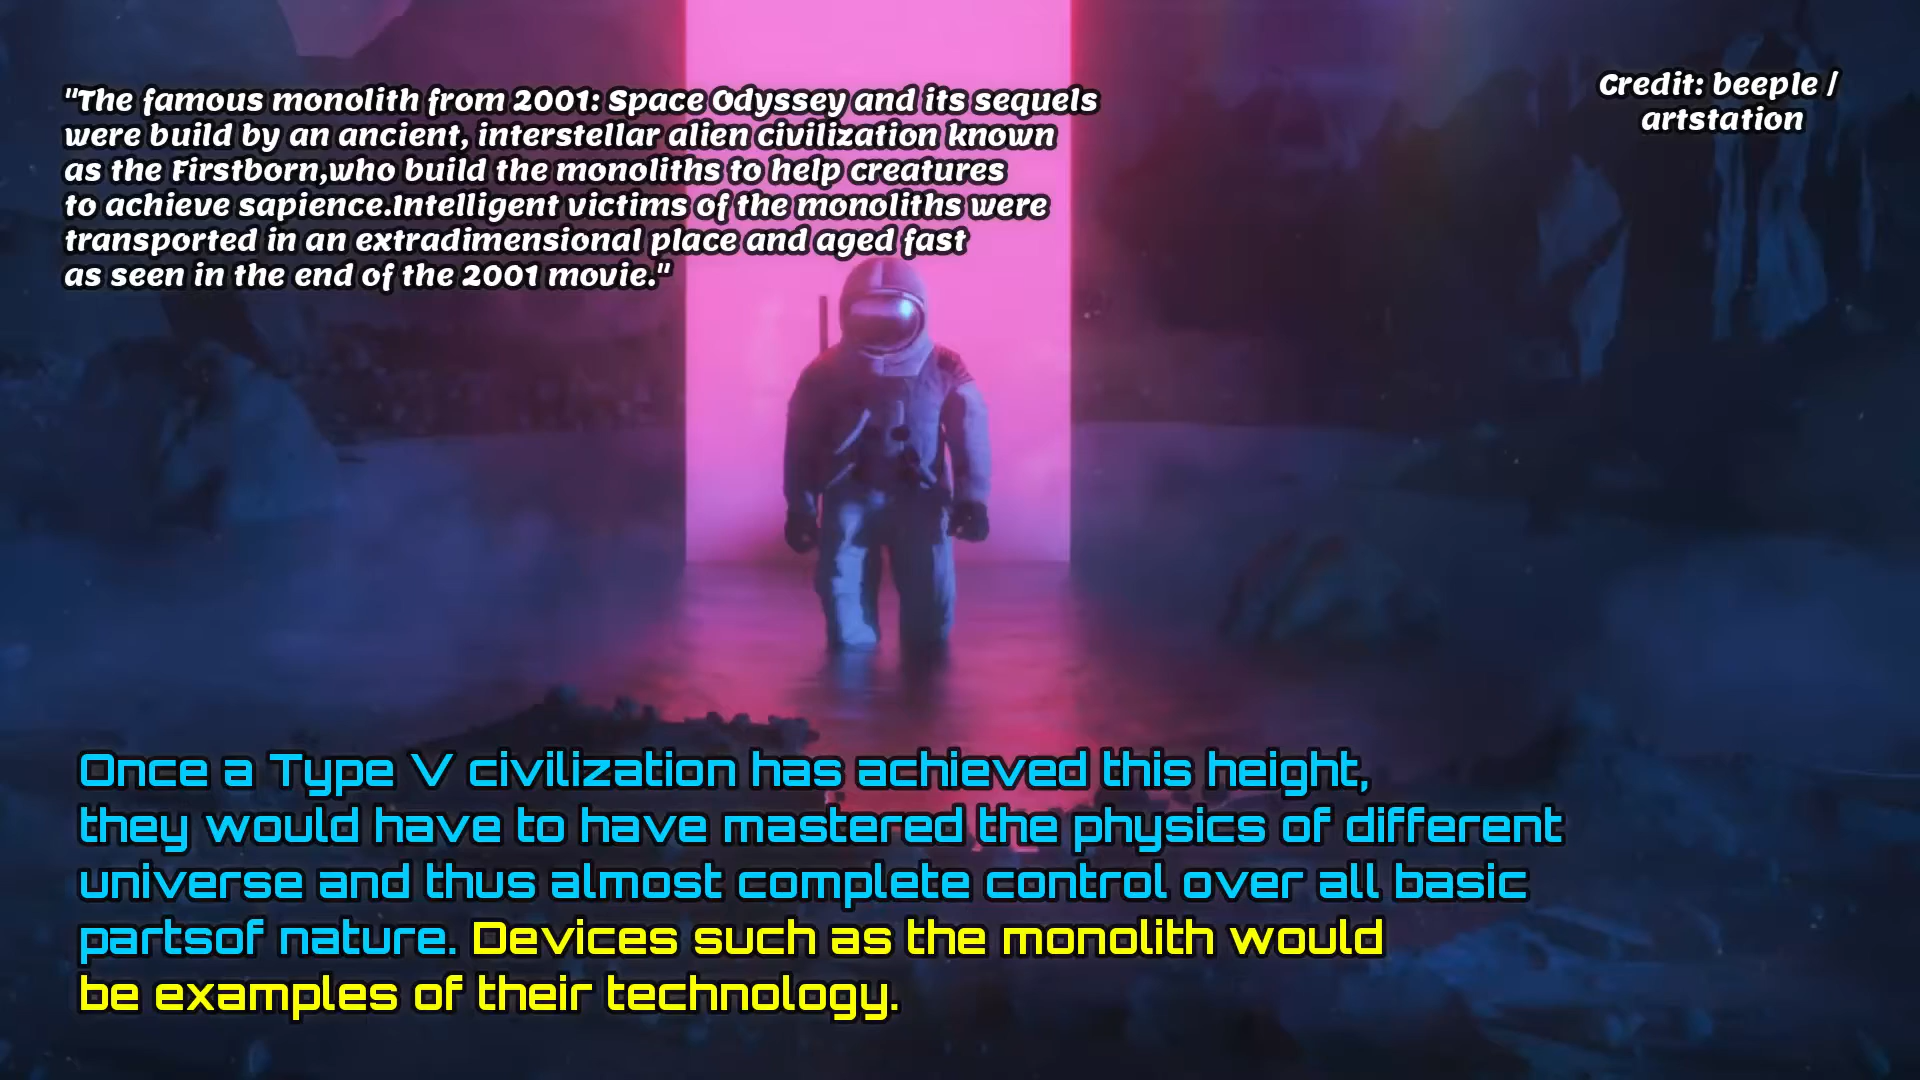 "The famous monolith from 2001: Space Odyssey and its sequels
were build by an ancient, interstellar alien civilization known
as the Firstborn,who build the monoliths to help creatures
to achieve sapience.Intelligent victims of the monoliths were
transported in an extradimensional place and aged fast
as seen in the end of the 2001 movie."
Credit: beeple /
artstation
Once a Type V civilization has achieved this height,
they would have to have mastered the physics of different
universe and thus almost complete control over all basic
partsof nature. Devices such as the monolith would
be examples of their technology.